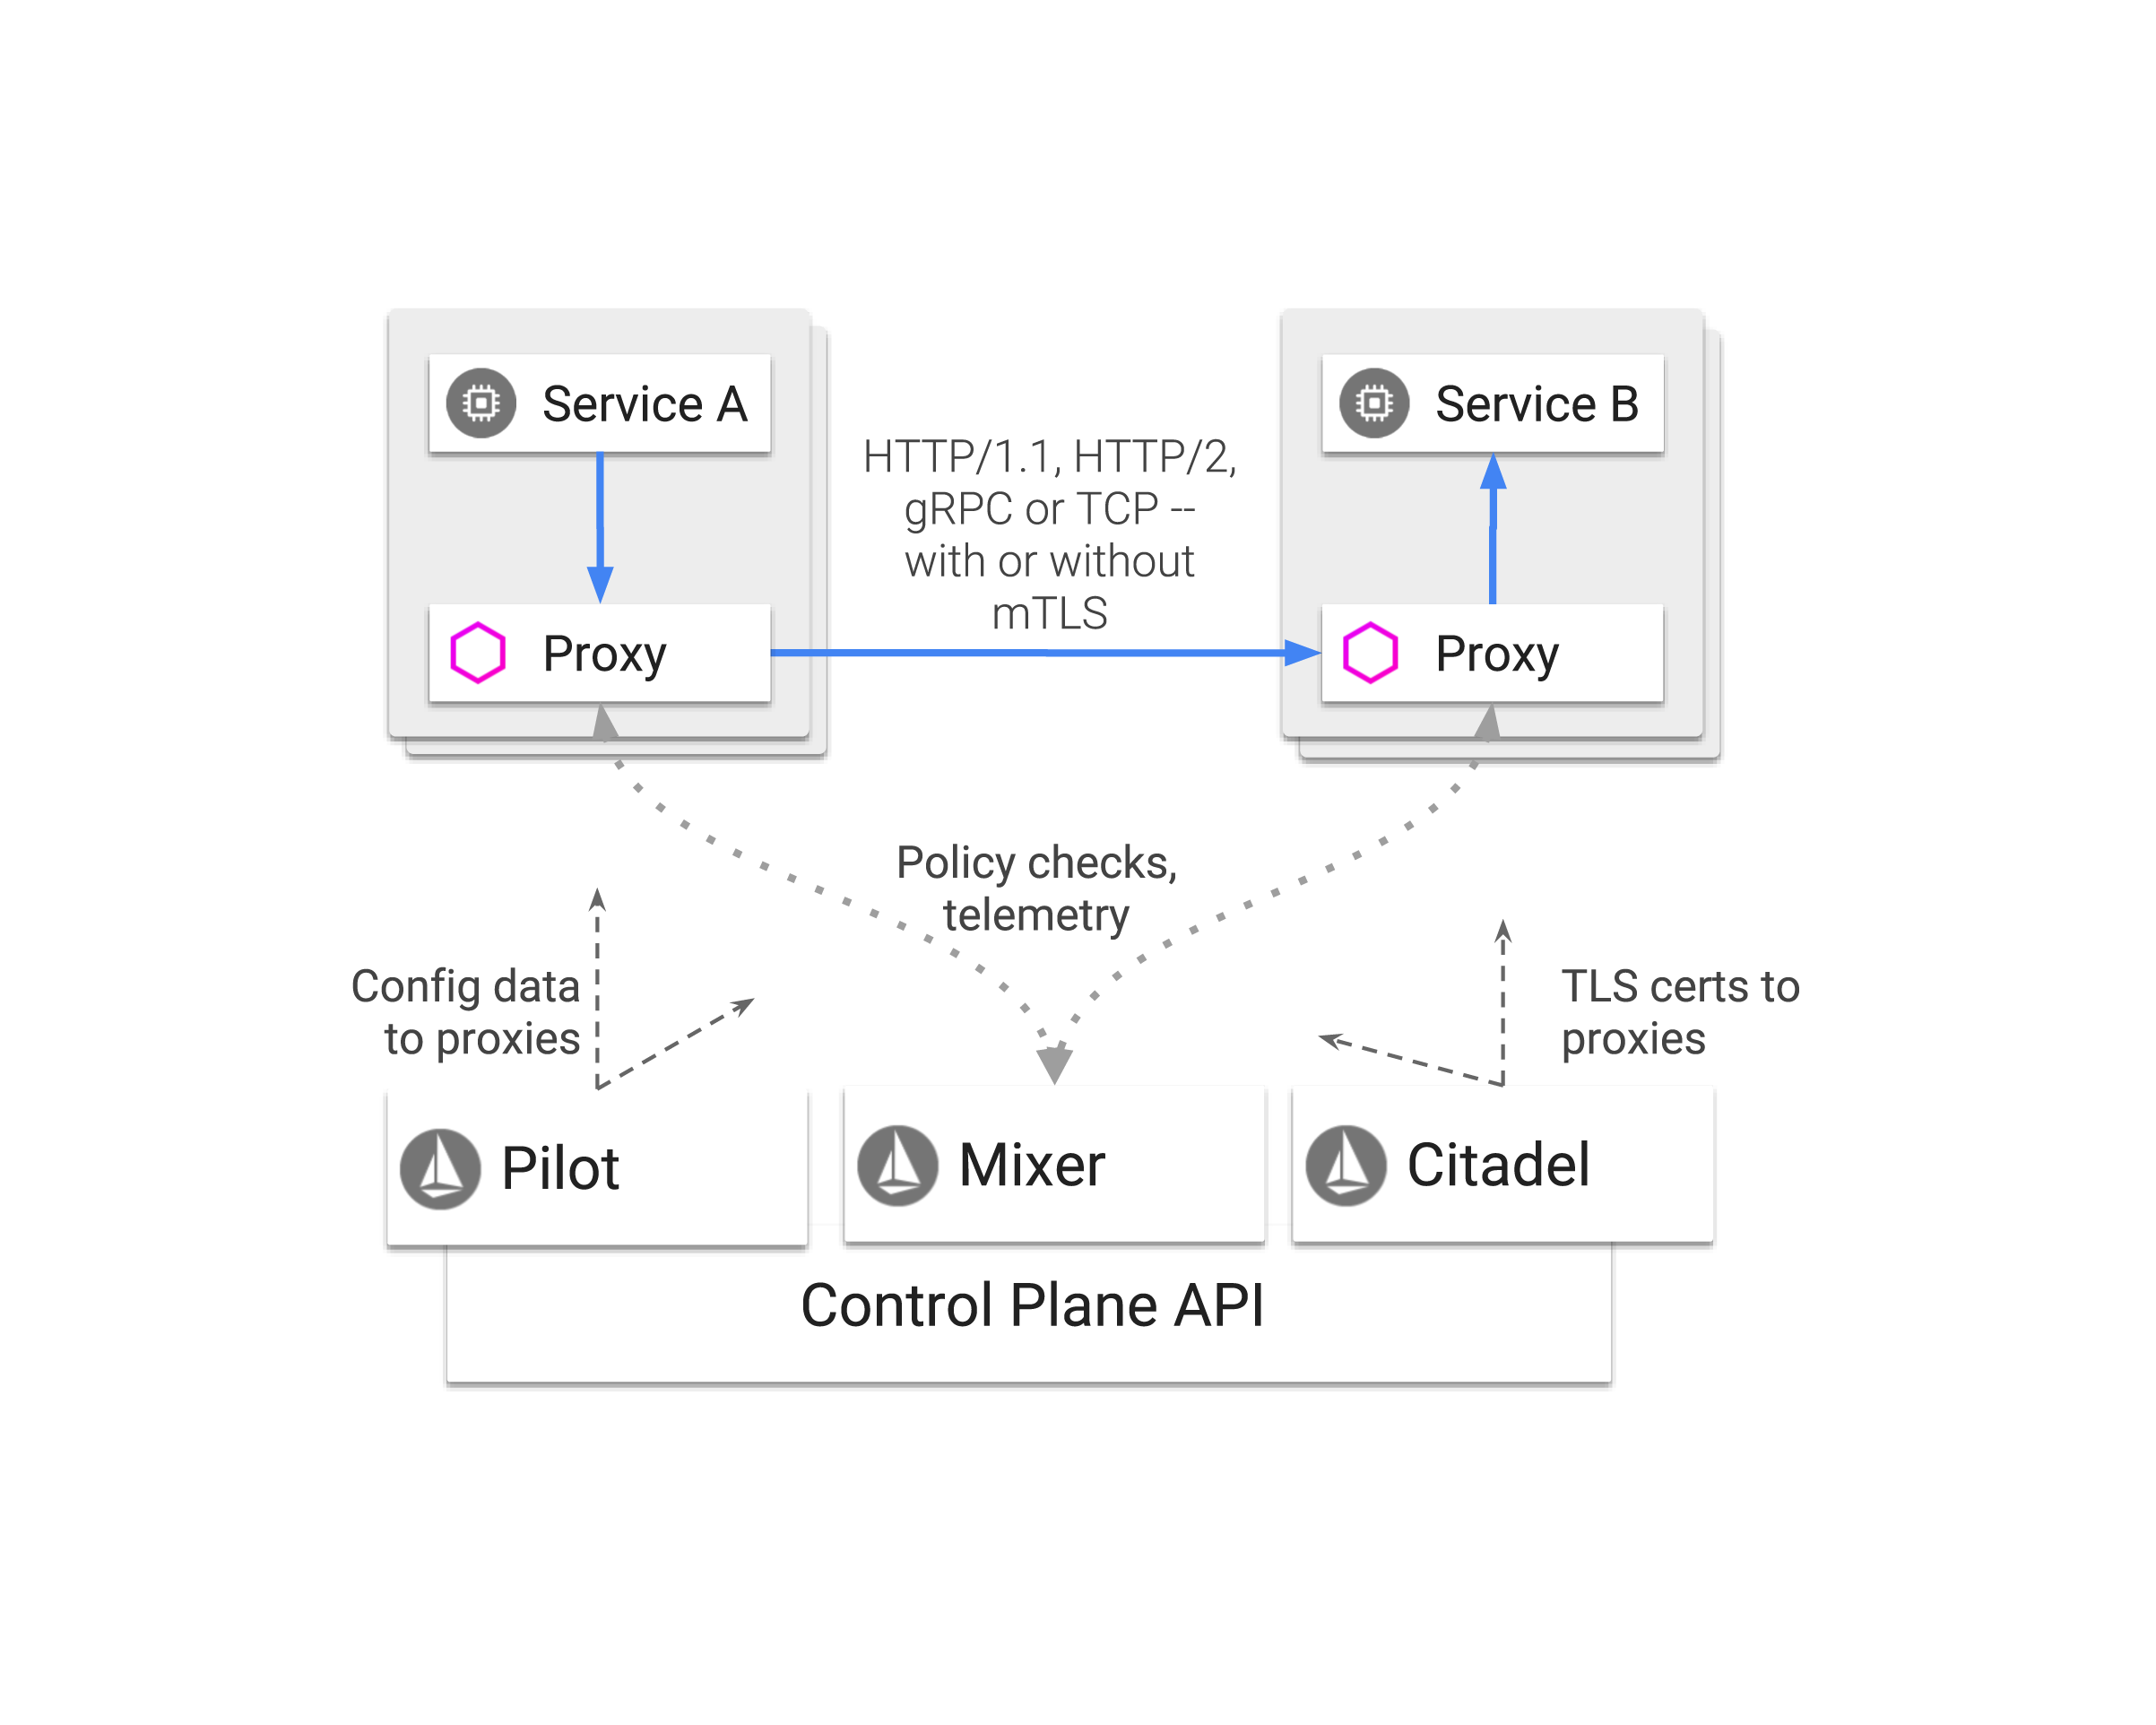 Service A
Service B
HTTP/1.1, HTTP/2,
gRPC or TCP --
with or without
mTLS
Proxy
Proxy
Policy checks,
telemetry
Config data
to proxies
TLS certs to
proxies
Pilot
Mixer
Citadel
Control Plane API